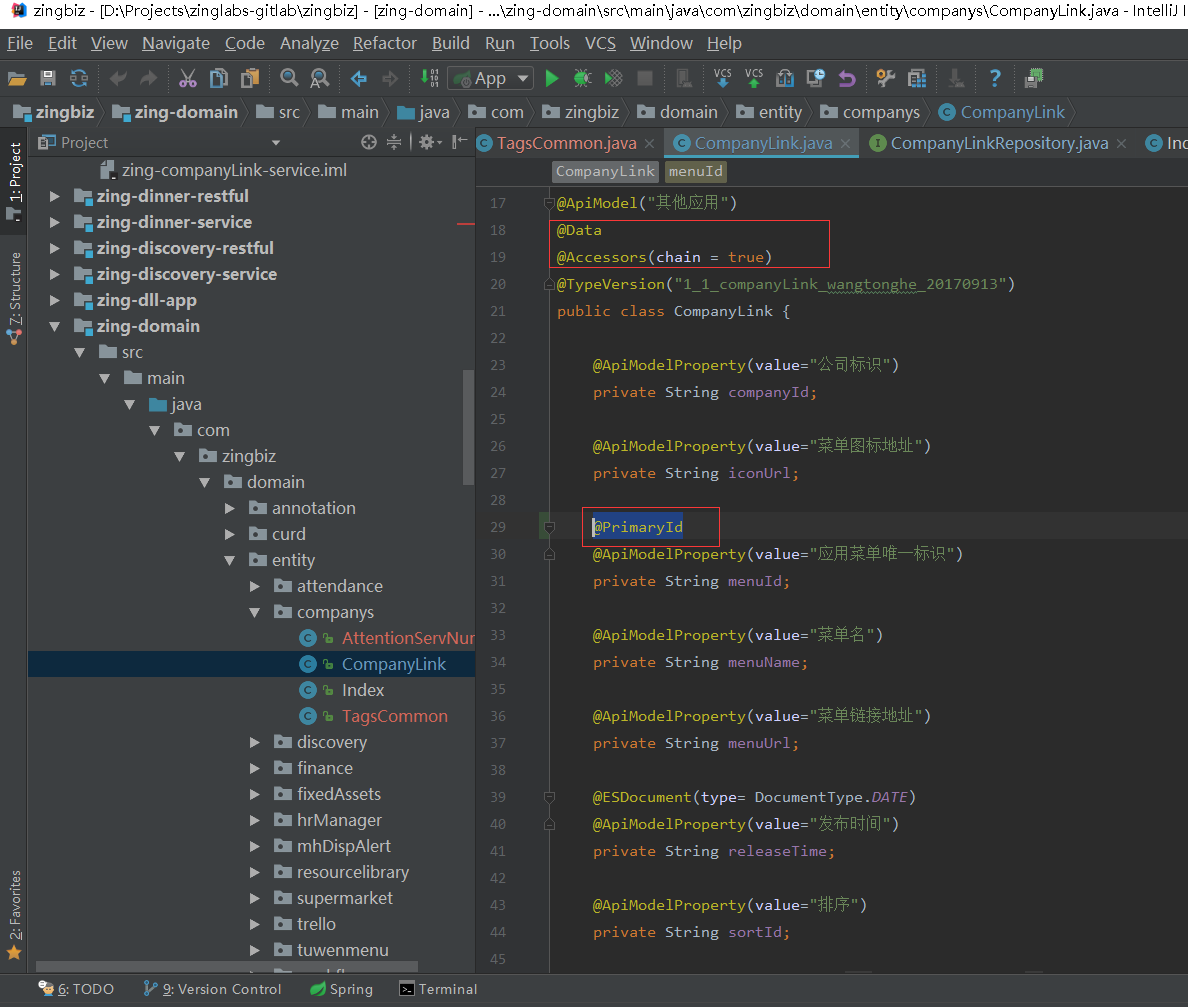 zingbiz - [D:\Projects\zinglabs-gitlab\zingbiz] - [zing-domain] - ...\zing-domain\src\main\java\com\zingbiz\domain\entity\companys\CompanyLink.java - IntelliJ I
File Edit View Navigate Code Analyze Refactor Build Run Tools VCS Window Help
App VCS VCS
zingbiz zing-domain src main java com zingbiz domain entity companys CompanyLink
Project
TagsCommon.java CompanyLink.java CompanyLinkRepository.java Ind
CompanyLink menuId
1: Project
Z: Structure
2: Favorites
zing-companyLink-service.iml
zing-dinner-restful
zing-dinner-service
zing-discovery-restful
zing-discovery-service
zing-dll-app
zing-domain
src
main
java
com
zingbiz
domain
annotation
curd
entity
attendance
companys
AttentionServNur
CompanyLink
Index
TagsCommon
discovery
finance
fixedAssets
hrManager
mhDispAlert
resourcelibrary
supermarket
trello
tuwenmenu
17 @ApiModel("其他应用")
18 @Data
19 @Accessors(chain = true)
20 @TypeVersion("1_1_companyLink_wangtonghe_20170913")
21 public class CompanyLink {
22
23 @ApiModelProperty(value="公司标识")
24 private String companyId;
25
26 @ApiModelProperty(value="菜单图标地址")
27 private String iconUrl;
28
29 @PrimaryId
30 @ApiModelProperty(value="应用菜单唯一标识")
31 private String menuId;
32
33 @ApiModelProperty(value="菜单名")
34 private String menuName;
35
36 @ApiModelProperty(value="菜单链接地址")
37 private String menuUrl;
38
39 @ESDocument(type= DocumentType.DATE)
40 @ApiModelProperty(value="发布时间")
41 private String releaseTime;
42
43 @ApiModelProperty(value="排序")
44 private String sortId;
45
6: TODO 9: Version Control Spring Terminal